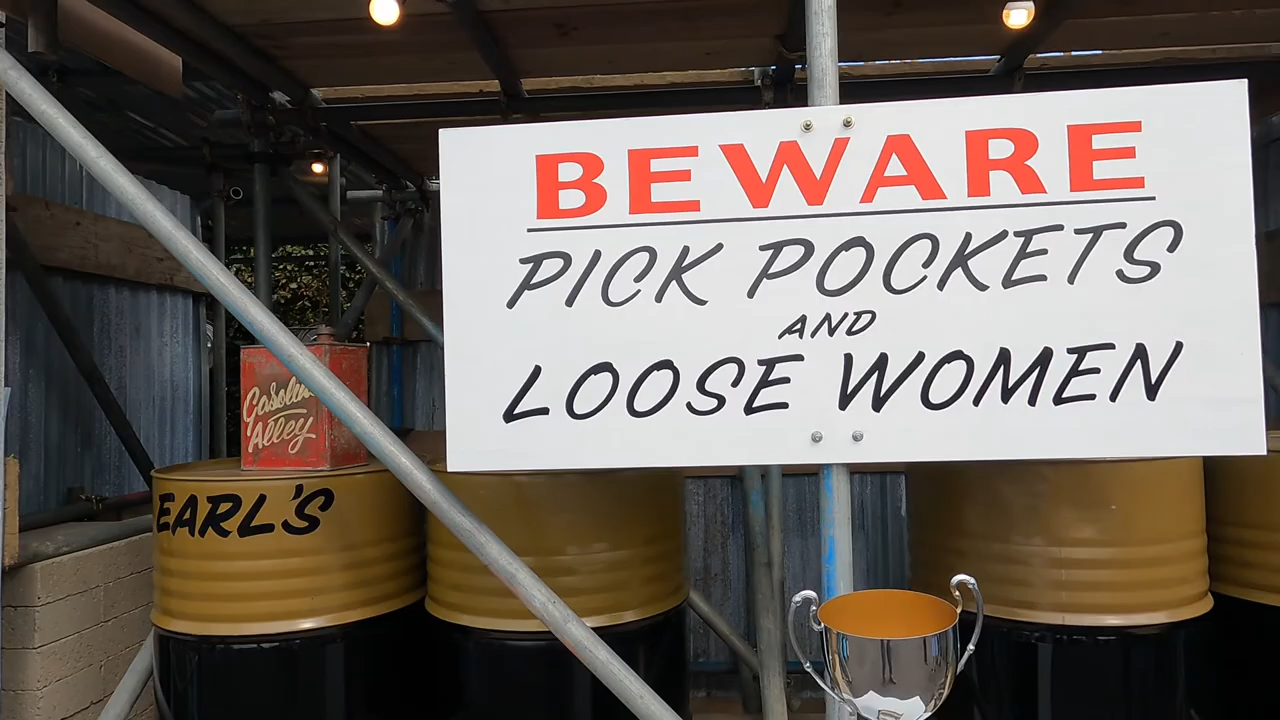 BEWARE
PICK POCKETS
AND
LOOSE WOMEN
Gasoline
Alley
EARL'S